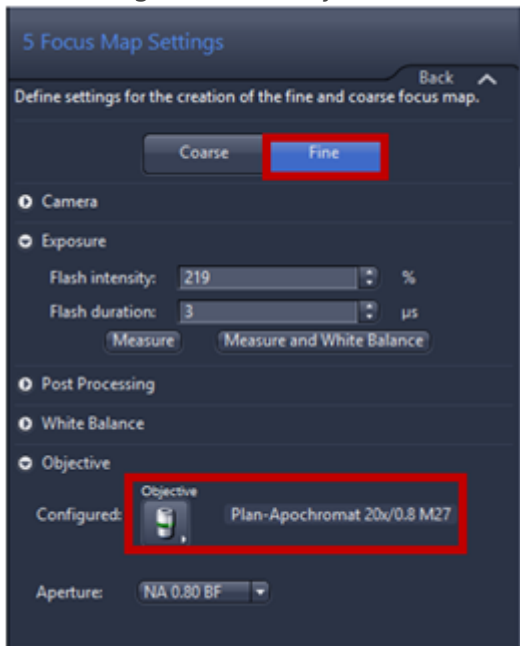 5 Focus Map Settings
Back
Define settings for the creation of the fine and coarse focus map.
Coarse Fine
Camera
Exposure
Flash intensity: 219 %
Flash duration: 3 µs
Measure Measure and White Balance
Post Processing
White Balance
Objective
Objective
Configured: Plan-Apochromat 20x/0.8 M27
Aperture: NA 0.80 BF